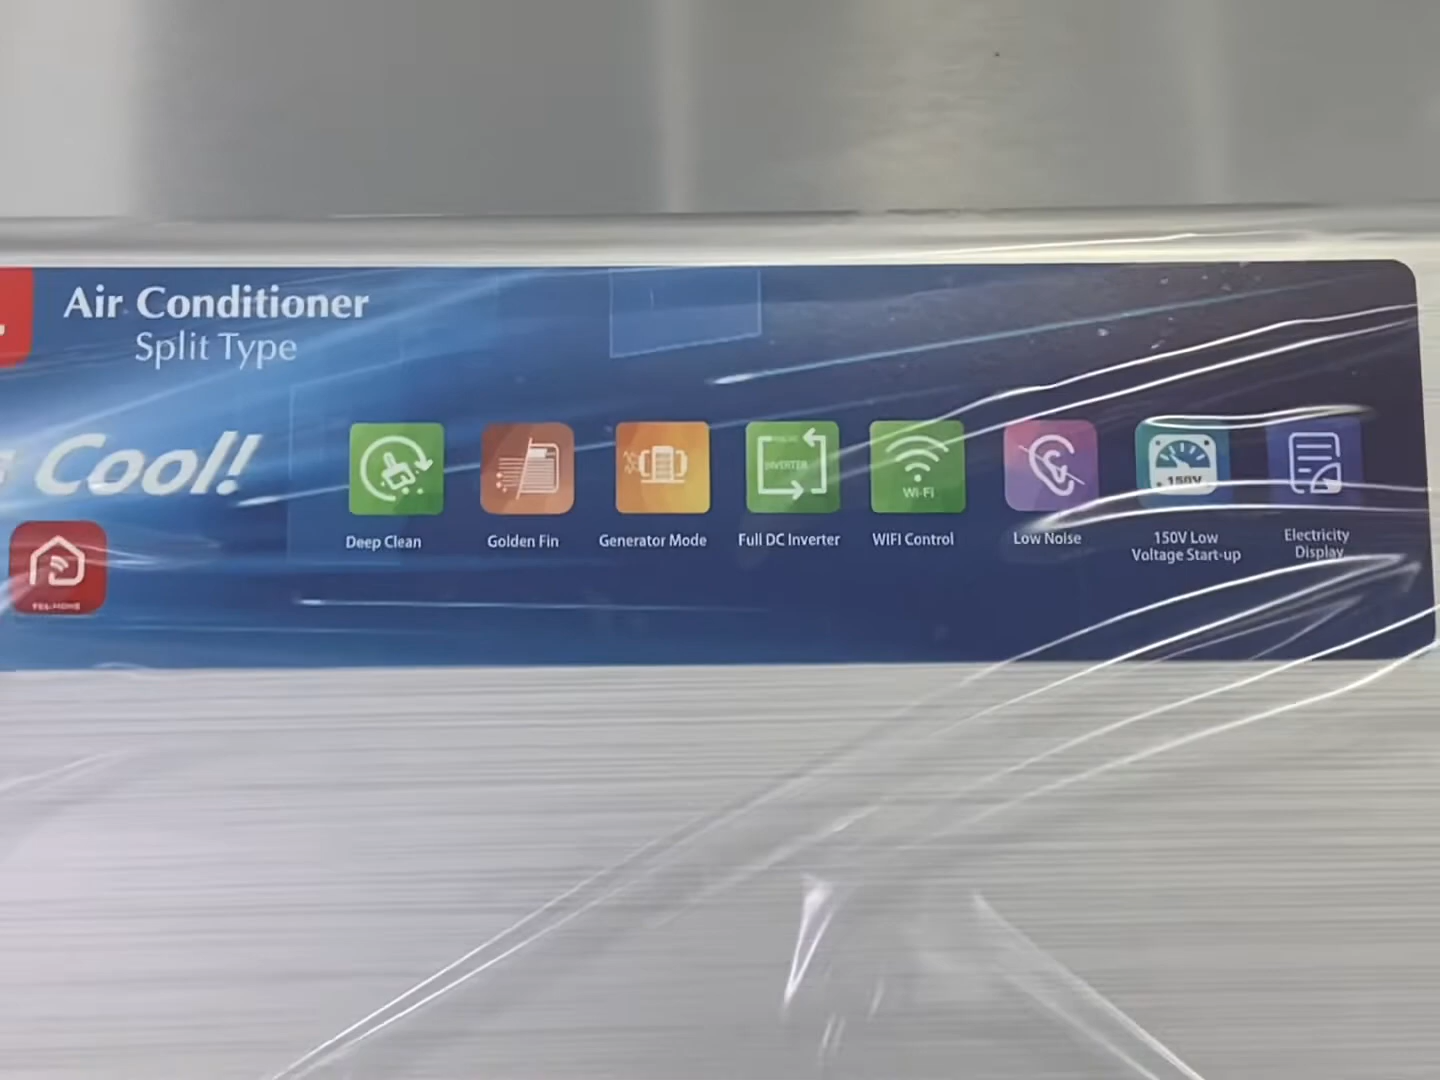 Air Conditioner
Split Type
Cool!
INVERTER
Wi-Fi
150V
Deep Clean
Golden Fin
Generator Mode
Full DC Inverter
WIFI Control
Low Noise
150V Low
Voltage Start-up
Electricity
Display